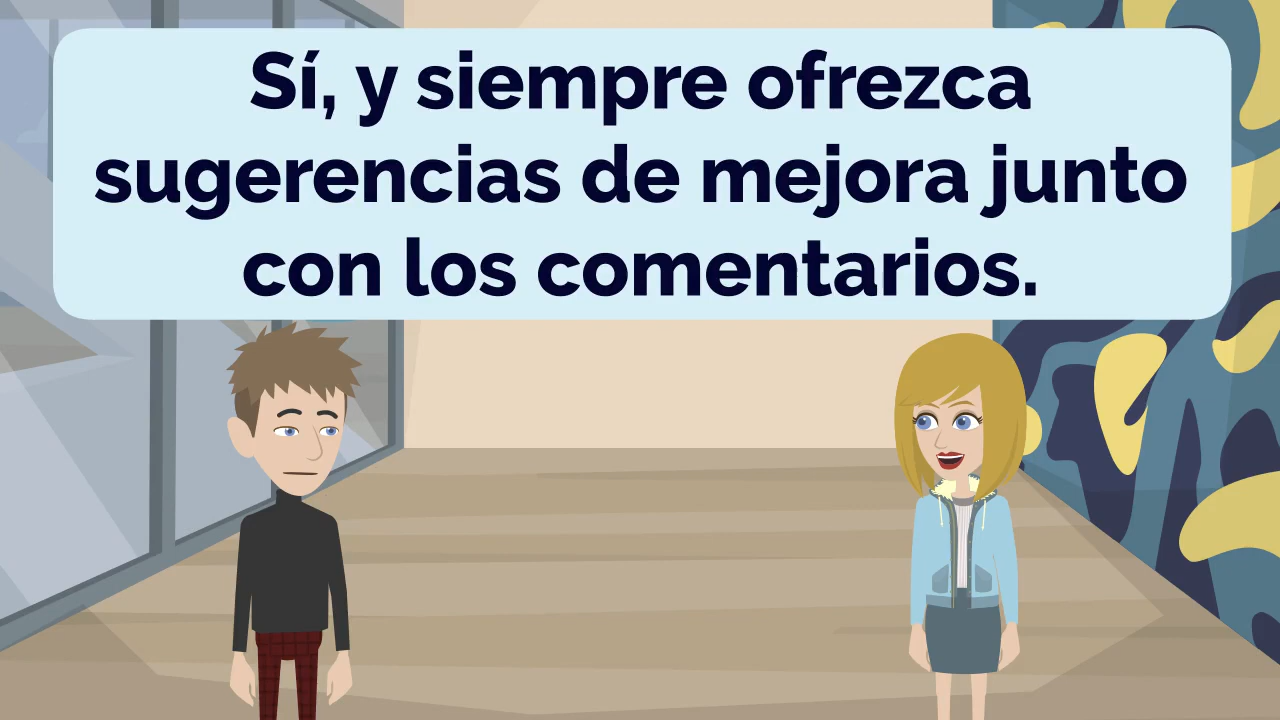 Sí, y siempre ofrezca
sugerencias de mejora junto
con los comentarios.